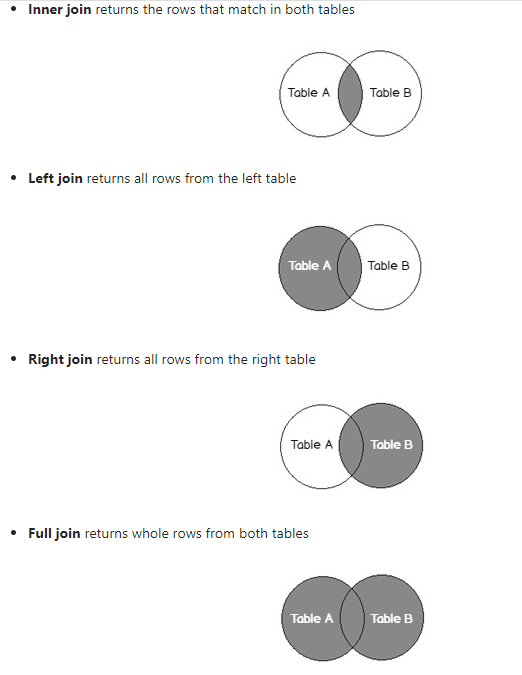 Inner join returns the rows that match in both tables
Table A Table B
Left join returns all rows from the left table
Table A Table B
Right join returns all rows from the right table
Table A Table B
Full join returns whole rows from both tables
Table A Table B